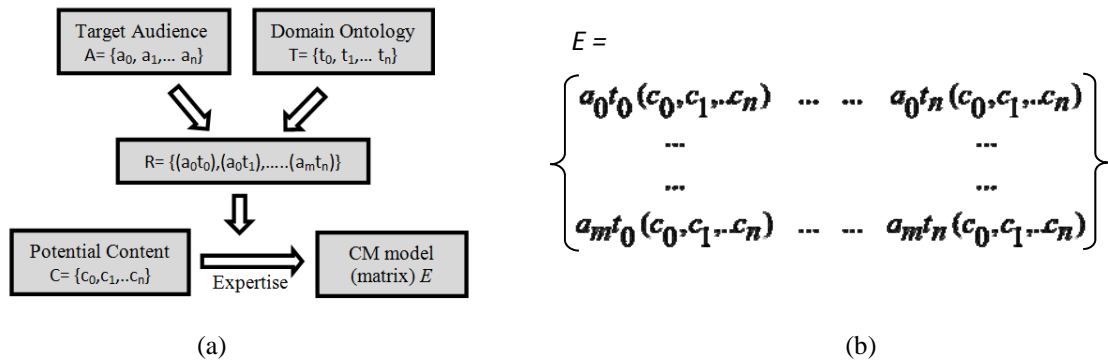 Target Audience
A= {a₀, a₁,... aₙ}
Domain Ontology
T= {t₀, t₁,... tₙ}
R= {(a₀t₀),(a₀t₁),.....(aₘtₙ)}
Potential Content
C= {c₀,c₁,..cₙ}
Expertise
CM model
(matrix) E
(a)
E =
a₀t₀(c₀,c₁,..cₙ) ... ... a₀tₙ(c₀,c₁,..cₙ)
... ...
... ...
aₘt₀(c₀,c₁,..cₙ) ... ... aₘtₙ(c₀,c₁,..cₙ)
(b)